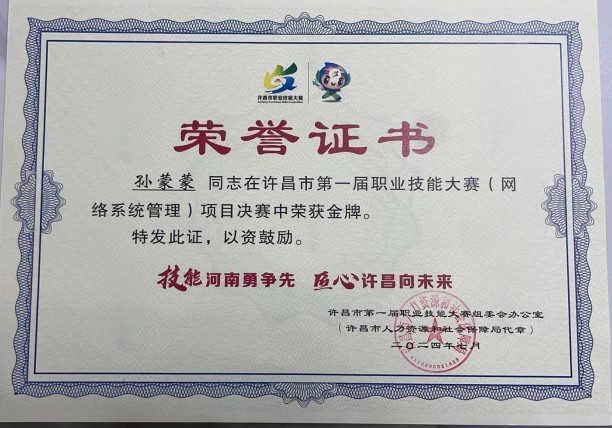 许昌市职业技能大赛
荣誉证书
孙蒙蒙 同志在许昌市第一届职业技能大赛（网
络系统管理）项目决赛中荣获金牌。
特发此证，以资鼓励。
技能河南勇争先 匠心许昌向未来
许昌市第一届职业技能大赛组委会办公室
（许昌市人力资源和社会保障局代章）
二〇二四年七月